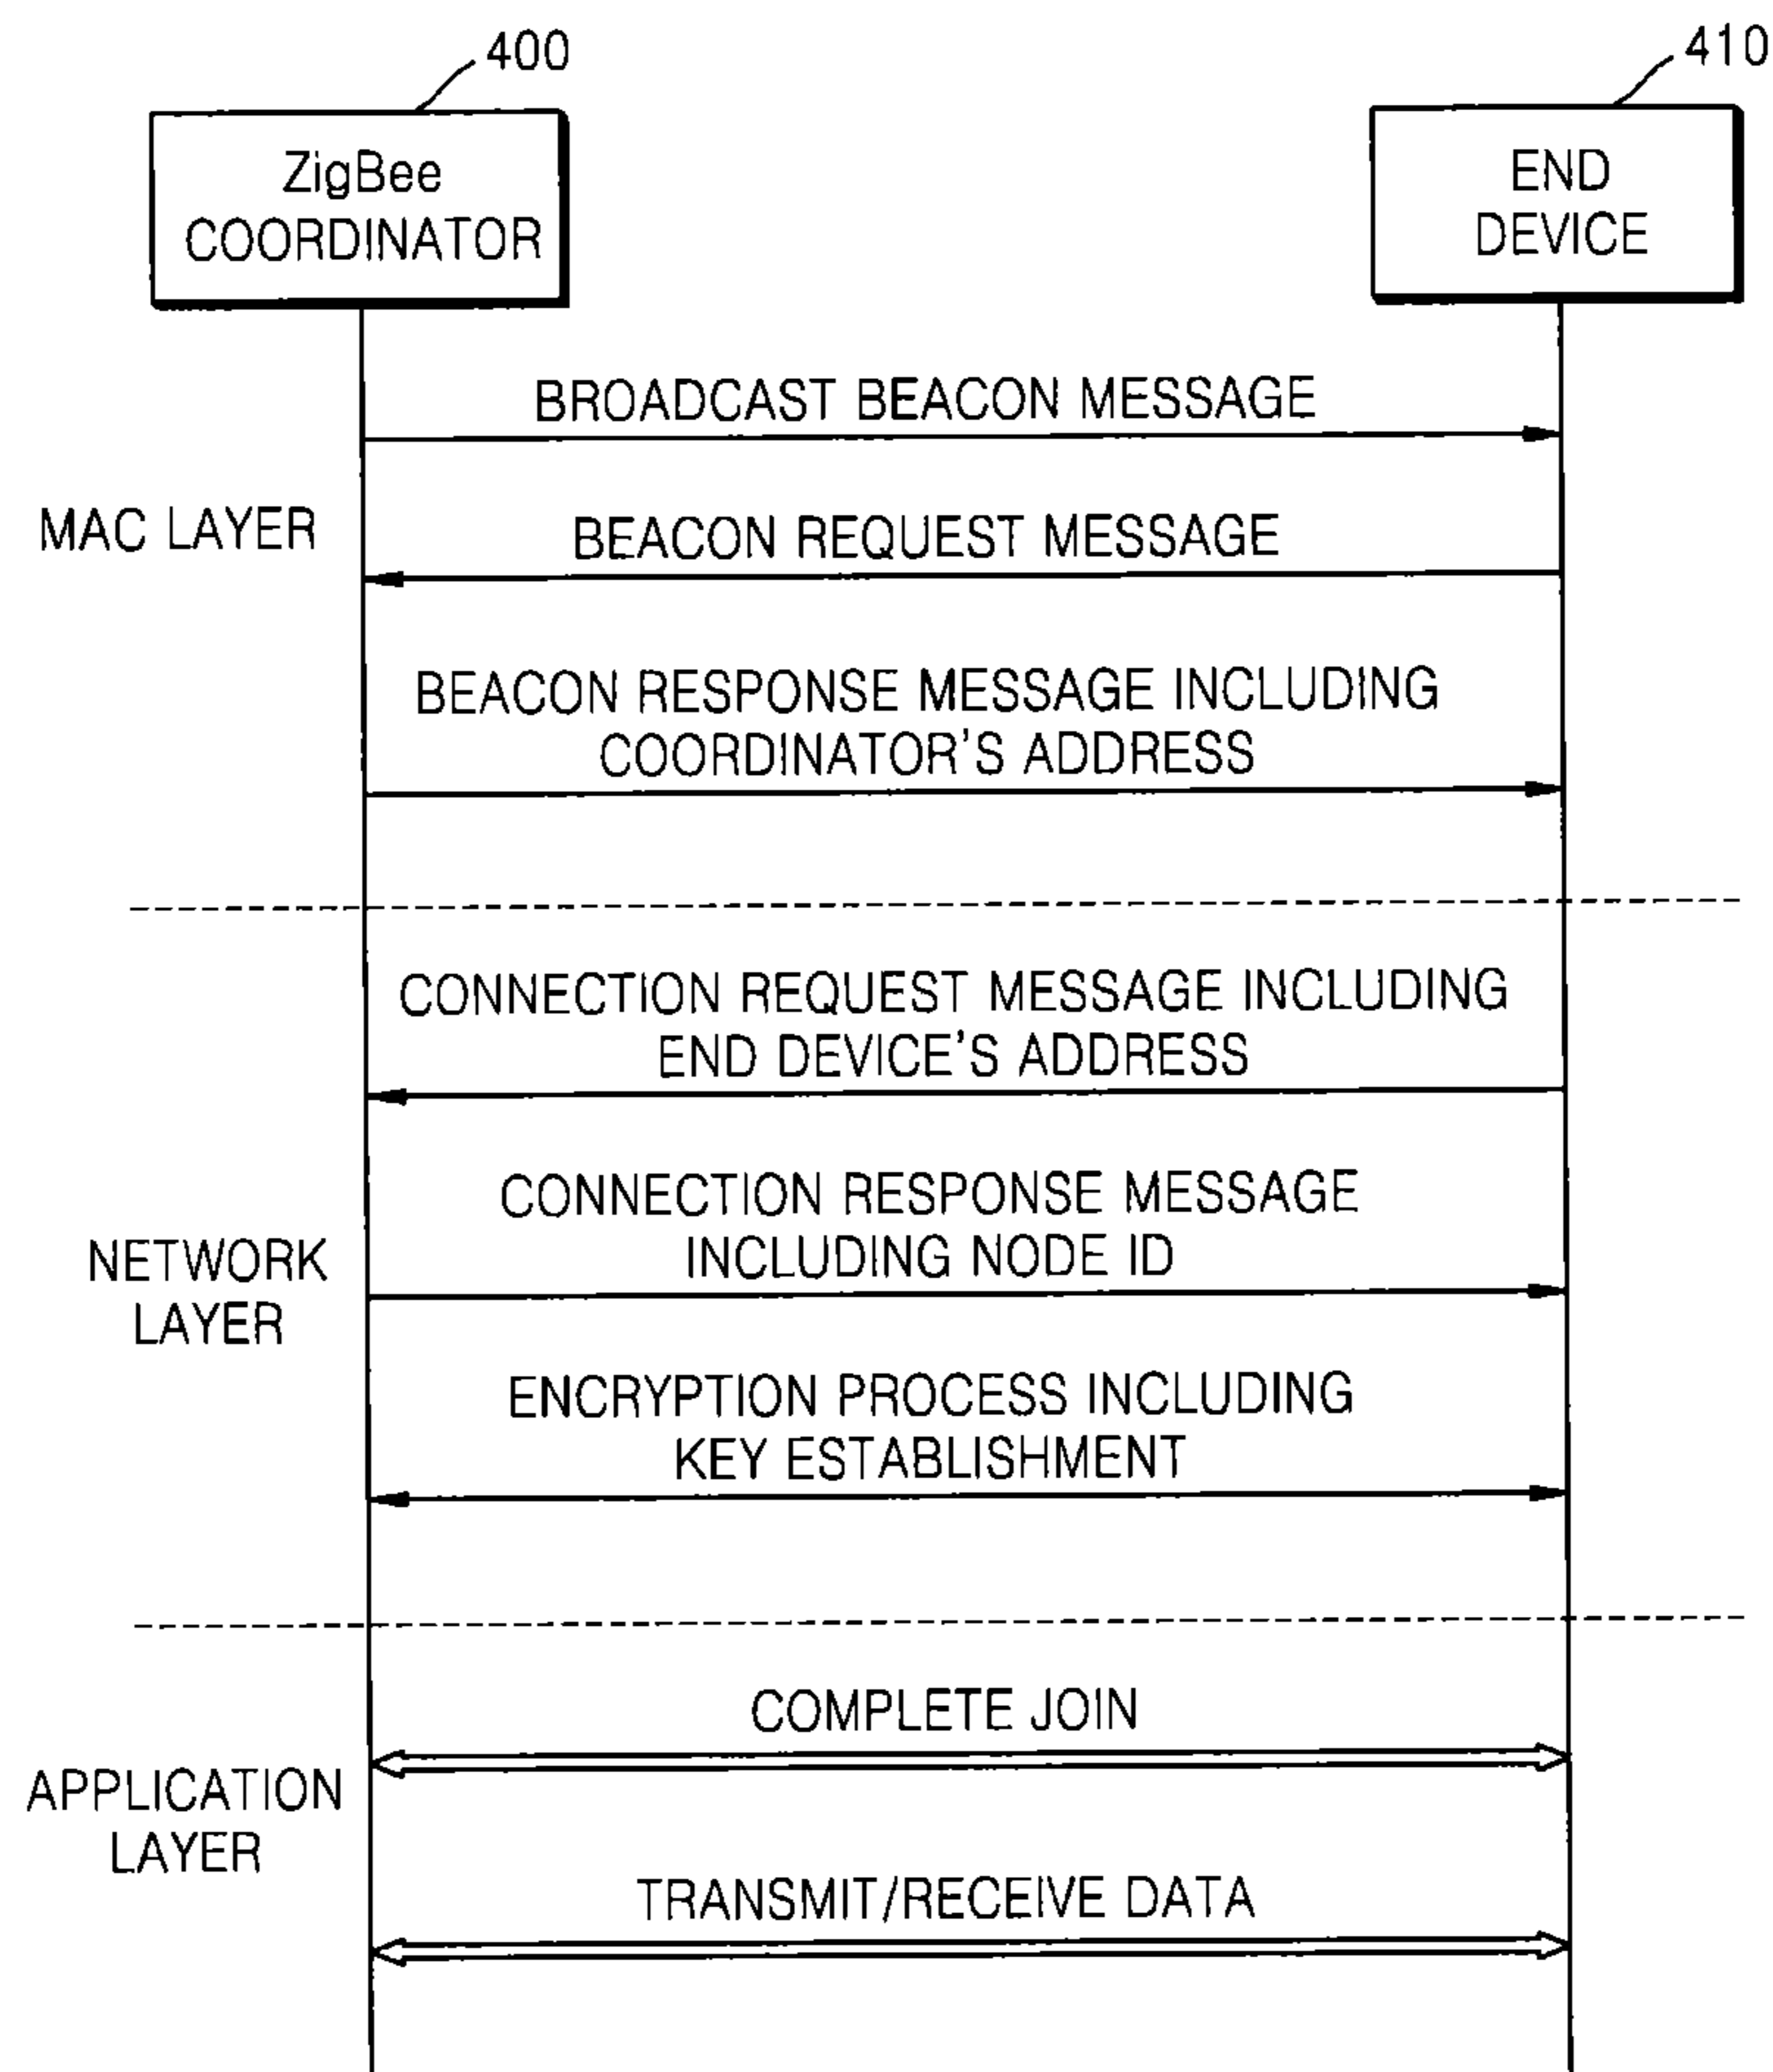 400
410
ZigBee
COORDINATOR
END
DEVICE
BROADCAST BEACON MESSAGE
MAC LAYER
BEACON REQUEST MESSAGE
BEACON RESPONSE MESSAGE INCLUDING
COORDINATOR'S ADDRESS
CONNECTION REQUEST MESSAGE INCLUDING
END DEVICE'S ADDRESS
CONNECTION RESPONSE MESSAGE
INCLUDING NODE ID
NETWORK
LAYER
ENCRYPTION PROCESS INCLUDING
KEY ESTABLISHMENT
COMPLETE JOIN
APPLICATION
LAYER
TRANSMIT/RECEIVE DATA